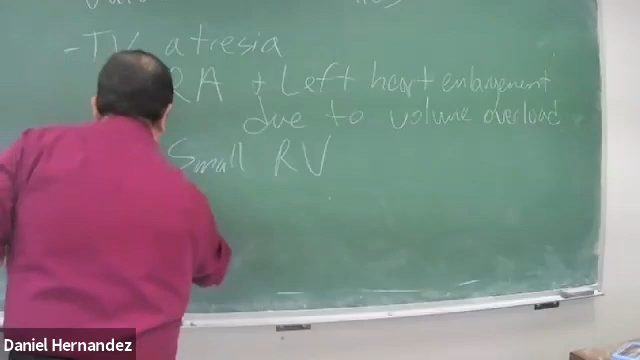 -TV atresia
RA + Left heart enlargement
due to volume overload
Small RV
Daniel Hernandez